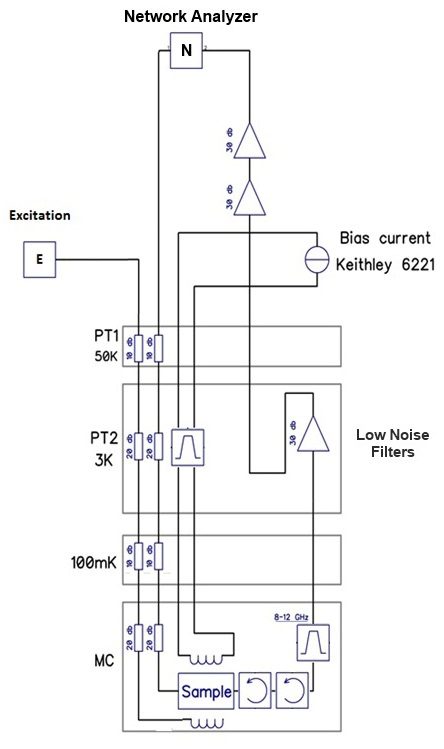 Network Analyzer
N
30 db
30 db
Excitation
E
Bias current
Keithley 6221
PT1
50K
10 db
10 db
PT2
3K
20 db
20 db
30 db
Low Noise
Filters
100mK
10 db
10 db
8-12 GHz
MC
20 db
20 db
Sample